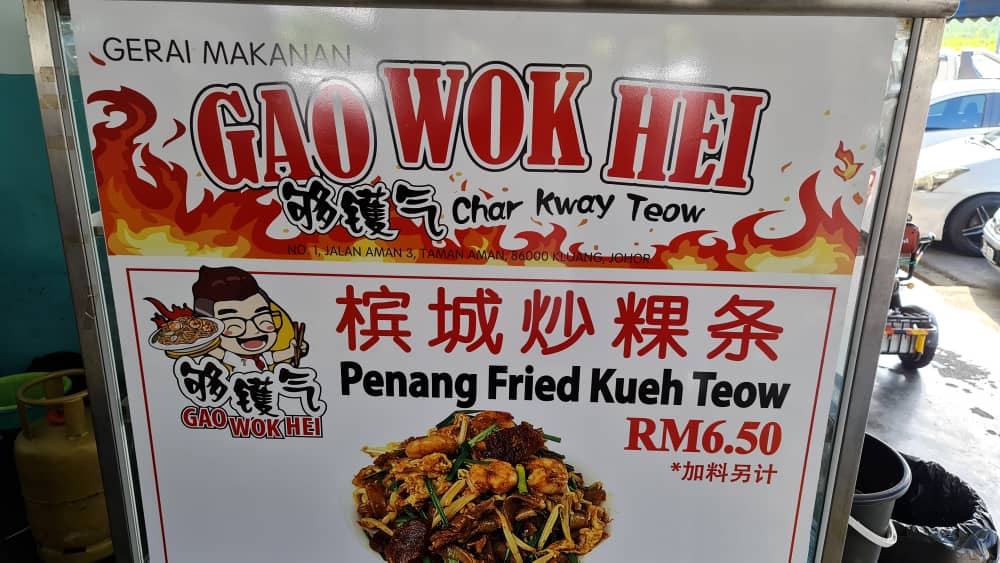 GERAI MAKANAN
GAO WOK HEI
够镬气 Char Kway Teow
NO. 1, JALAN AMAN 3, TAMAN AMAN, 86000 KLUANG, JOHOR
槟城炒粿条
Penang Fried Kueh Teow
够镬气
GAO WOK HEI
RM6.50
*加料另计